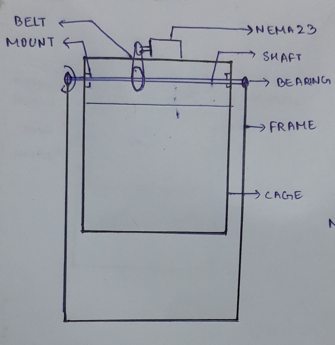 BELT
NEMA23
MOUNT
SHAFT
BEARING
FRAME
CAGE